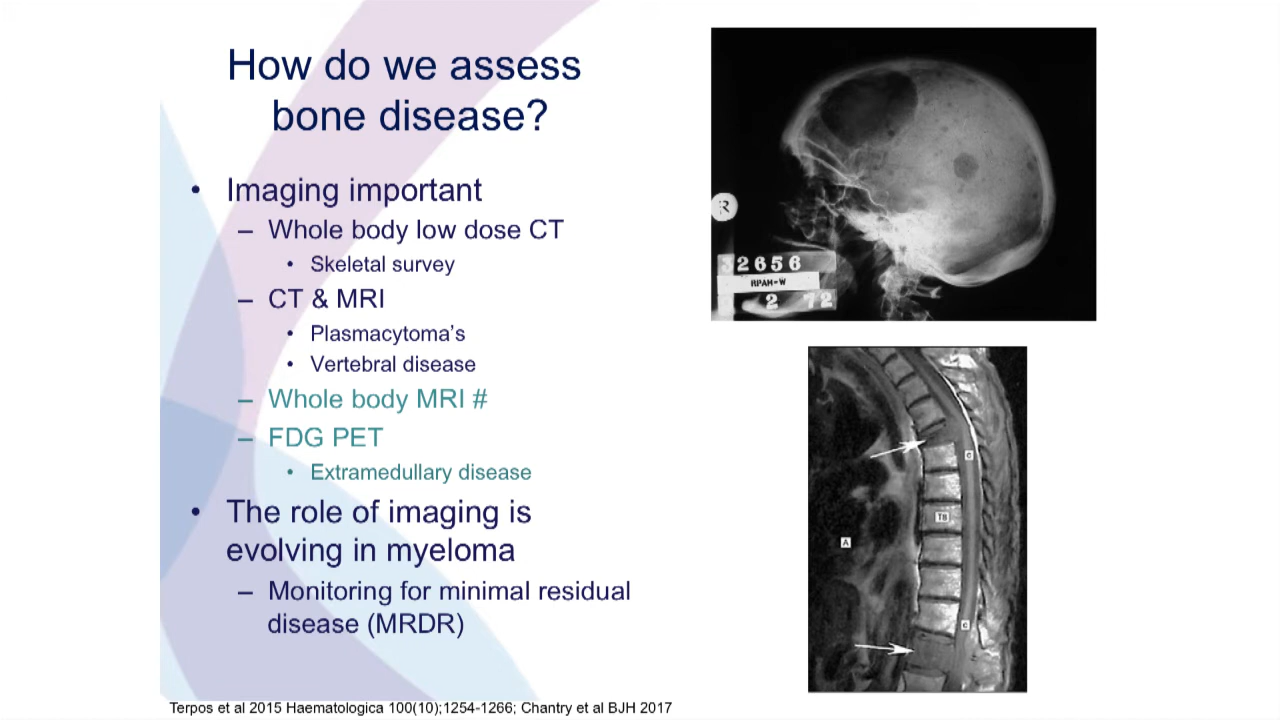 How do we assess
bone disease?
• Imaging important
– Whole body low dose CT
• Skeletal survey
– CT & MRI
• Plasmacytoma's
• Vertebral disease
– Whole body MRI #
– FDG PET
• Extramedullary disease
• The role of imaging is
evolving in myeloma
– Monitoring for minimal residual
disease (MRDR)
Terpos et al 2015 Haematologica 100(10);1254-1266; Chantry et al BJH 2017
R
32656
RPAH-W
2 72
C
T8
A
C